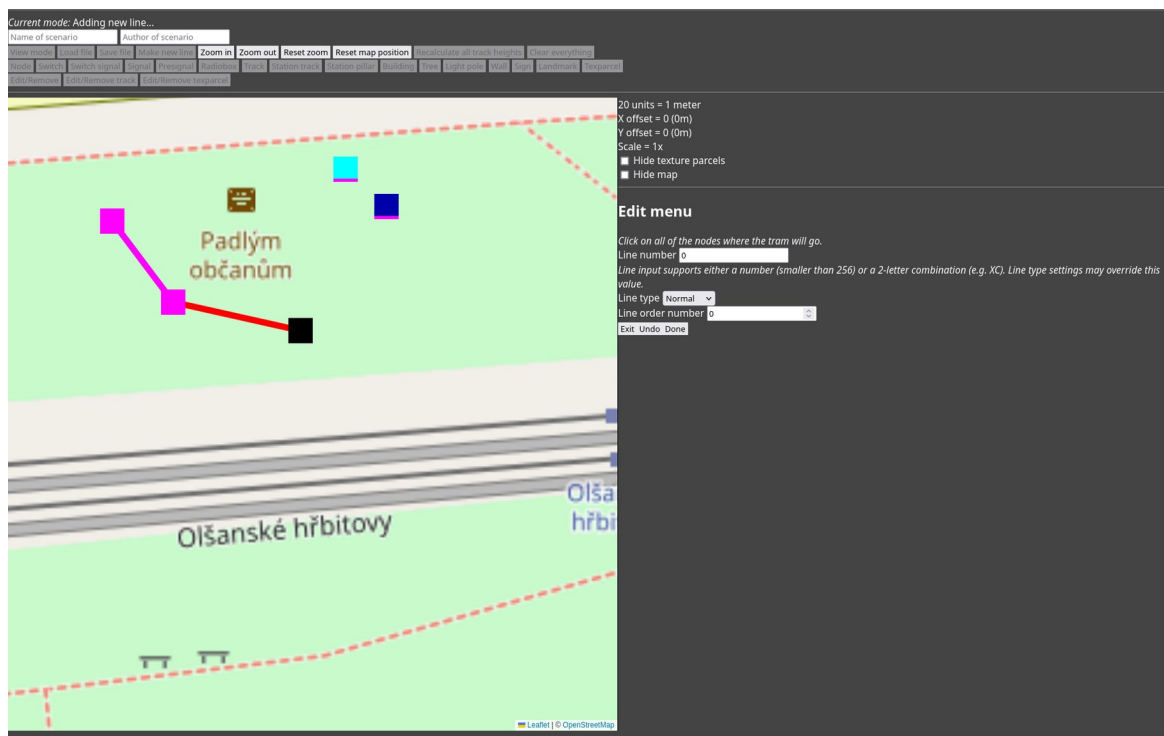 Current mode: Adding new line...
Name of scenario Author of scenario
View mode Load file Save file Make new line Zoom in Zoom out Reset zoom Reset map position Recalculate all track heights Clear everything
Node Switch Switch signal Signal Presignal Radiobox Track Station track Station pillar Building Tree Light pole Wall Sign Landmark Texparcel
Edit/Remove Edit/Remove track Edit/Remove texparcel
20 units = 1 meter
X offset = 0 (0m)
Y offset = 0 (0m)
Scale = 1x
Hide texture parcels
Hide map
Edit menu
Click on all of the nodes where the tram will go.
Line number 0
Line input supports either a number (smaller than 256) or a 2-letter combination (e.g. XC). Line type settings may override this
value.
Line type Normal
Line order number 0
Exit Undo Done
Padlým
občanům
Olša
hřbi
Olšanské hřbitovy
Leaflet | © OpenStreetMap